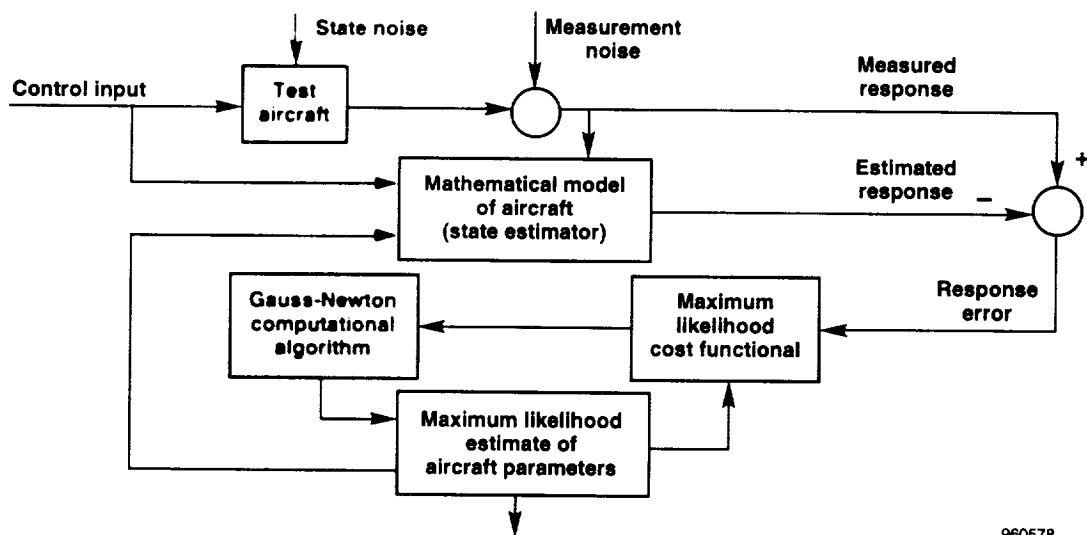 State noise
Measurement
noise
Control input
Test
aircraft
Measured
response
+
Mathematical model
of aircraft
(state estimator)
Estimated
response
–
Gauss-Newton
computational
algorithm
Maximum
likelihood
cost functional
Response
error
Maximum likelihood
estimate of
aircraft parameters
960578